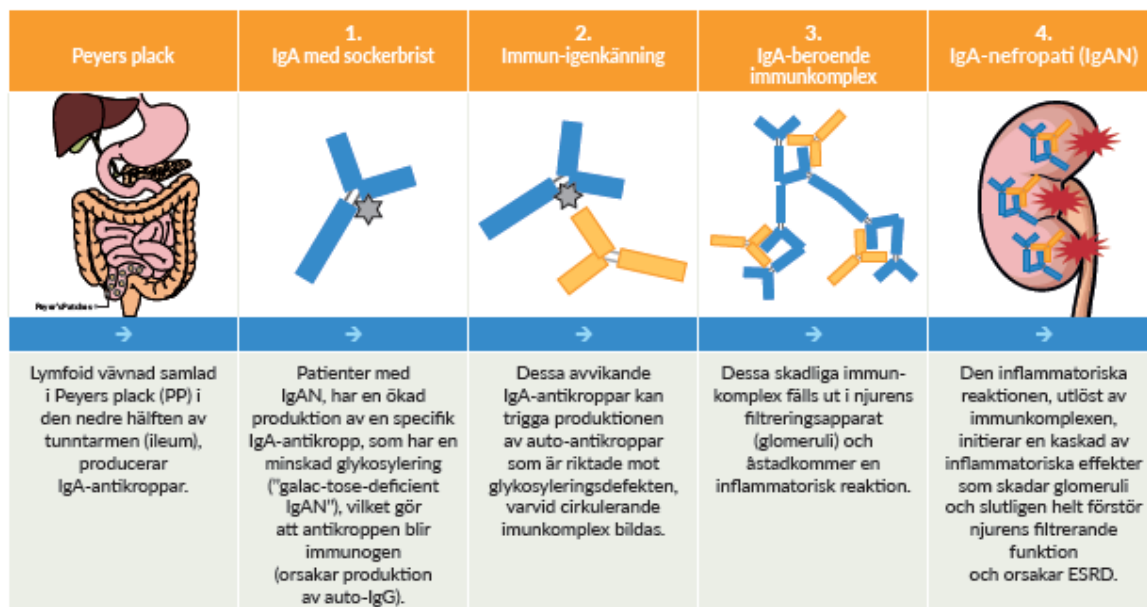 Peyers plack
1.
IgA med sockerbrist
2.
Immun-igenkänning
3.
IgA-beroende
immunkomplex
4.
IgA-nefropati (IgAN)
Peyer'sPatches
→
→
→
→
→
Lymfoid vävnad samlad
i Peyers plack (PP) i
den nedre hälften av
tunntarmen (ileum),
producerar
IgA-antikroppar.
Patienter med
IgAN, har en ökad
produktion av en specifik
IgA-antikropp, som har en
minskad glykosylering
("galac-tose-deficient
IgAN"), vilket gör
att antikroppen blir
immunogen
(orsakar produktion
av auto-IgG).
Dessa avvikande
IgA-antikroppar kan
trigga produktionen
av auto-antikroppar
som är riktade mot
glykosyleringsdefekten,
varvid cirkulerande
imunkomplex bildas.
Dessa skadliga immun-
komplex fälls ut i njurens
filtreringsapparat
(glomeruli) och
åstadkommer en
inflammatorisk reaktion.
Den inflammatoriska
reaktionen, utlöst av
immunkomplexen,
initierar en kaskad av
inflammatoriska effekter
som skadar glomeruli
och slutligen helt förstör
njurens filtrerande
funktion
och orsakar ESRD.